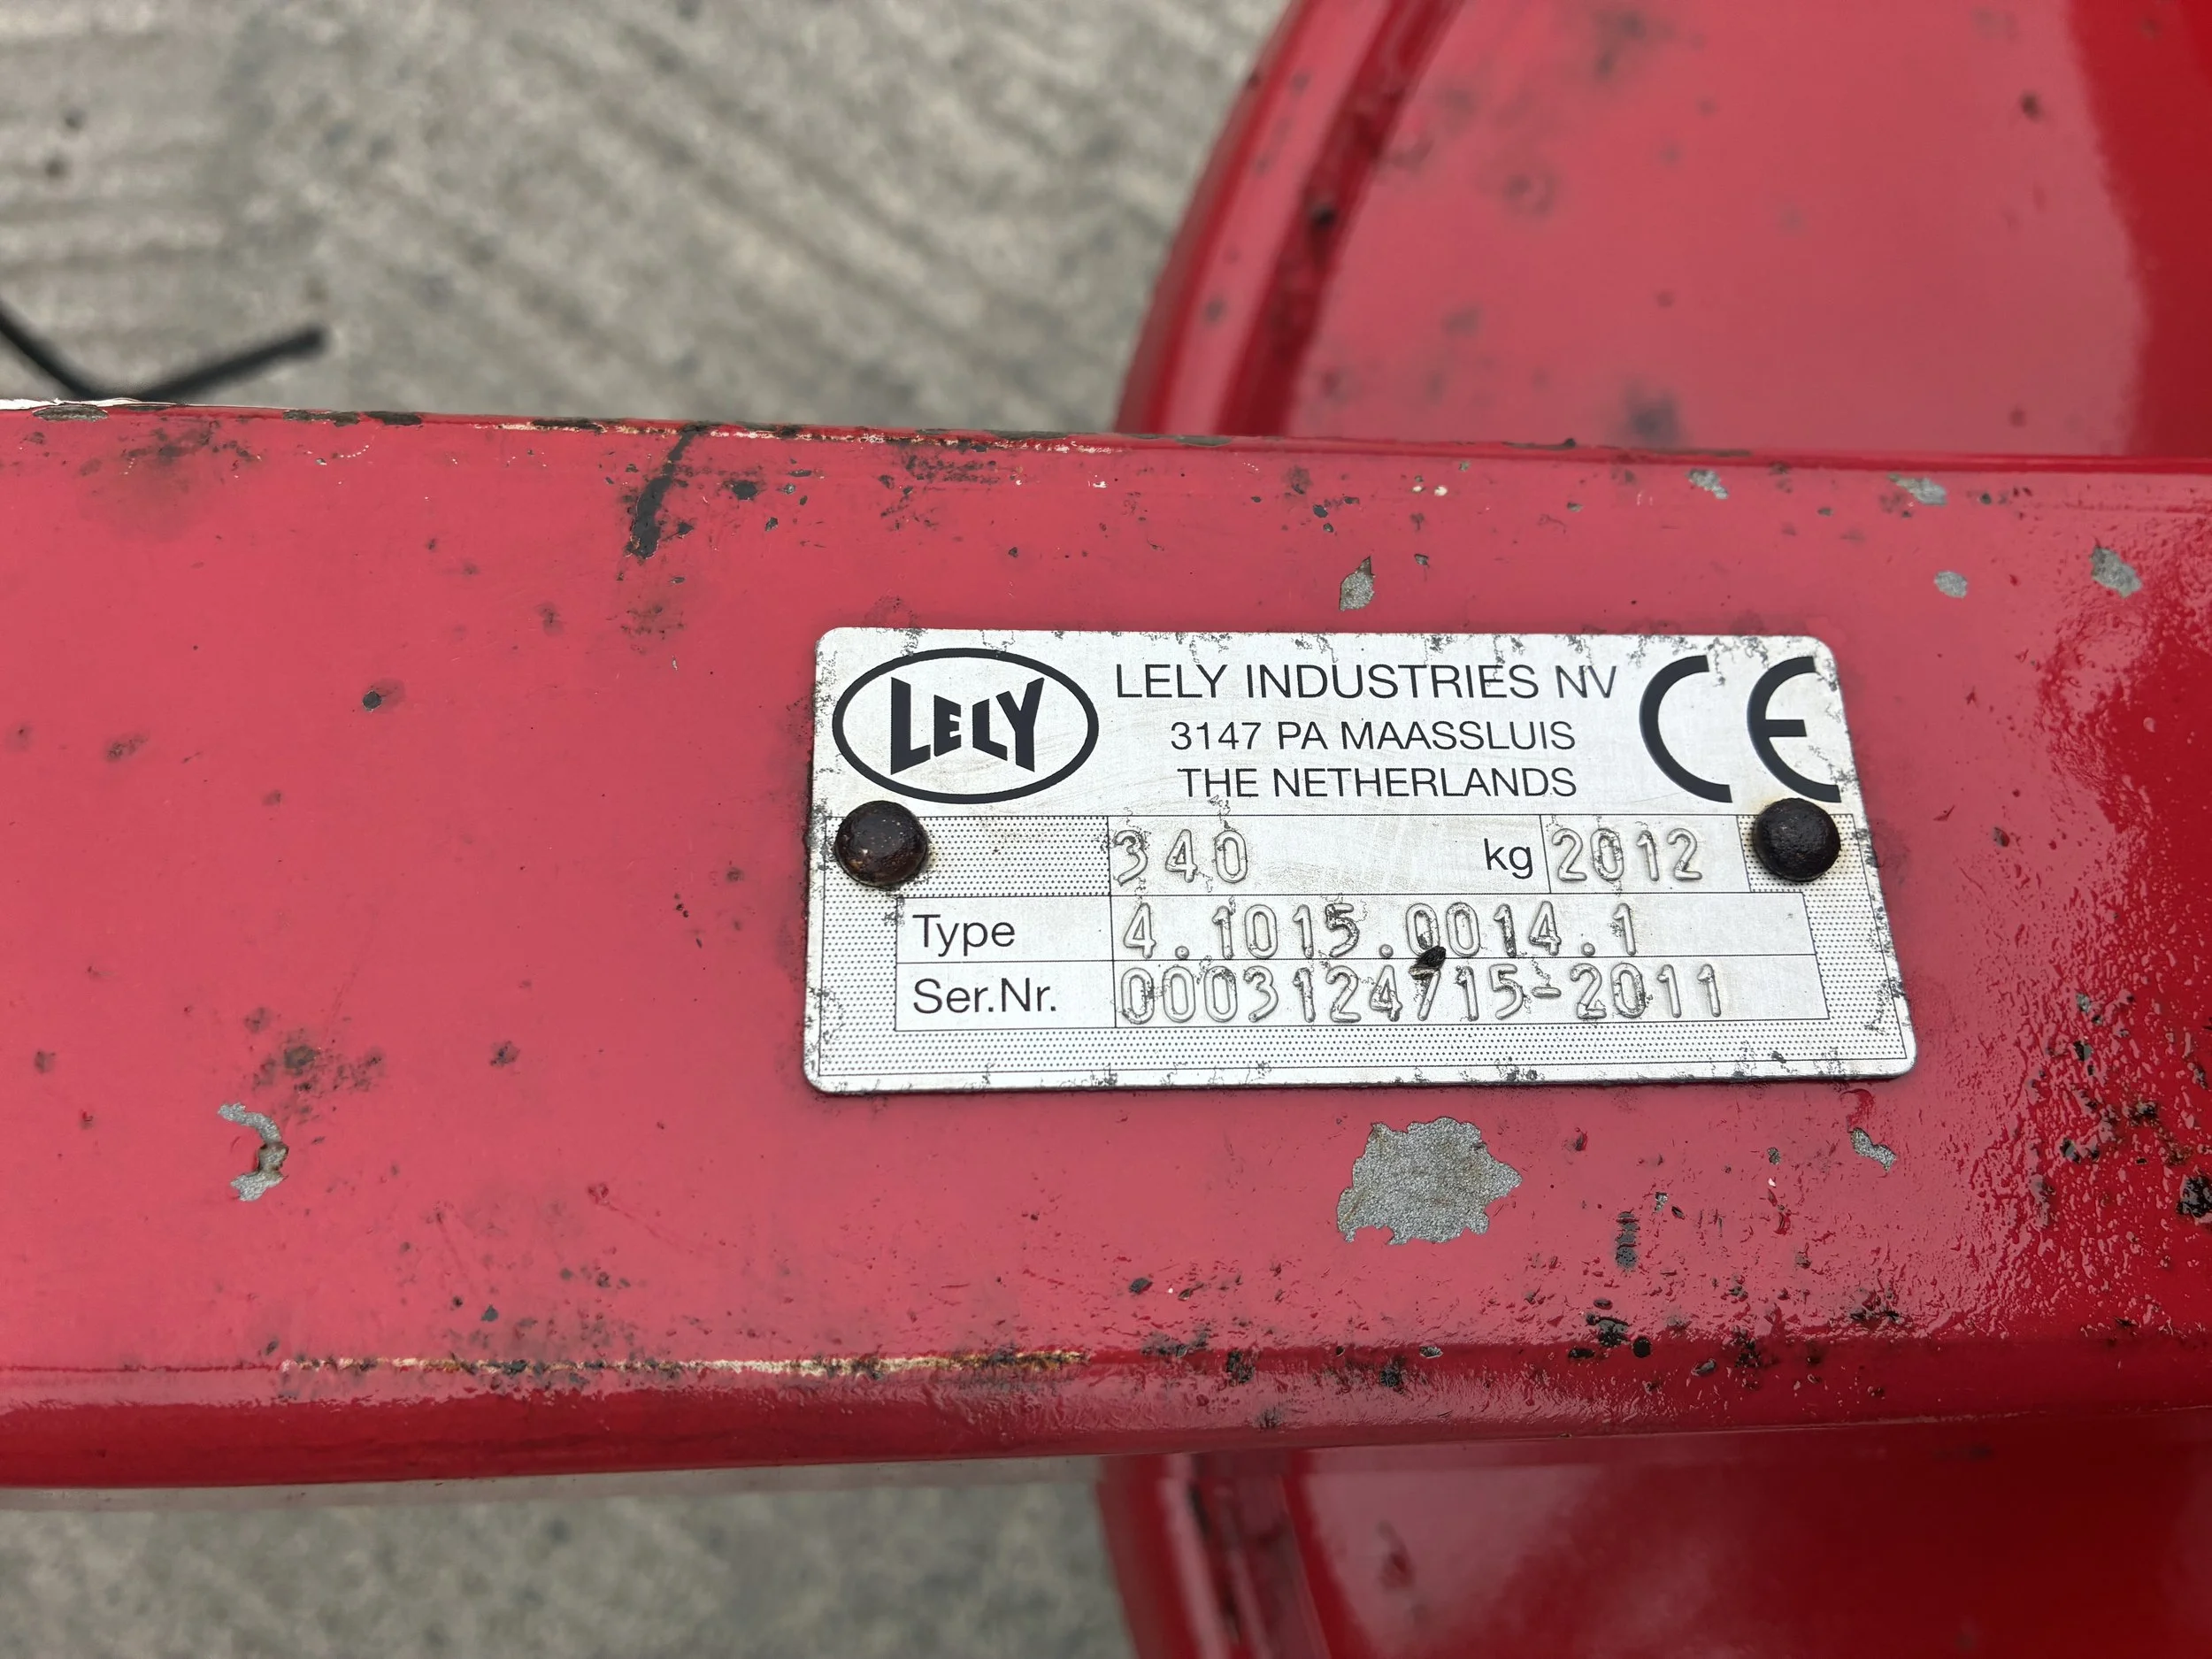 LELY
LELY INDUSTRIES NV
3147 PA MAASSLUIS
THE NETHERLANDS
CE
340 kg 2012
Type 4.1015.0014.1
Ser.Nr. 0003124715-2011